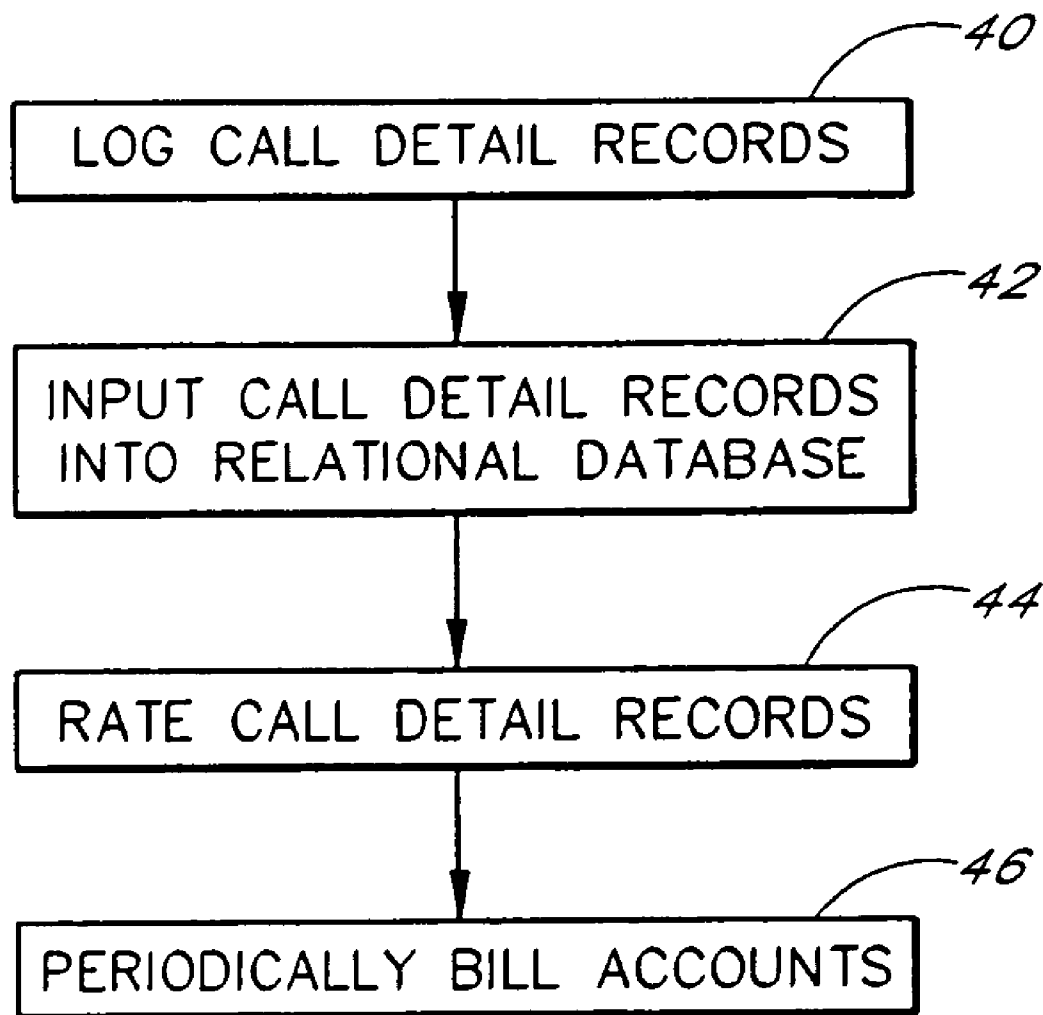 40
LOG CALL DETAIL RECORDS
42
INPUT CALL DETAIL RECORDS
INTO RELATIONAL DATABASE
44
RATE CALL DETAIL RECORDS
46
PERIODICALLY BILL ACCOUNTS